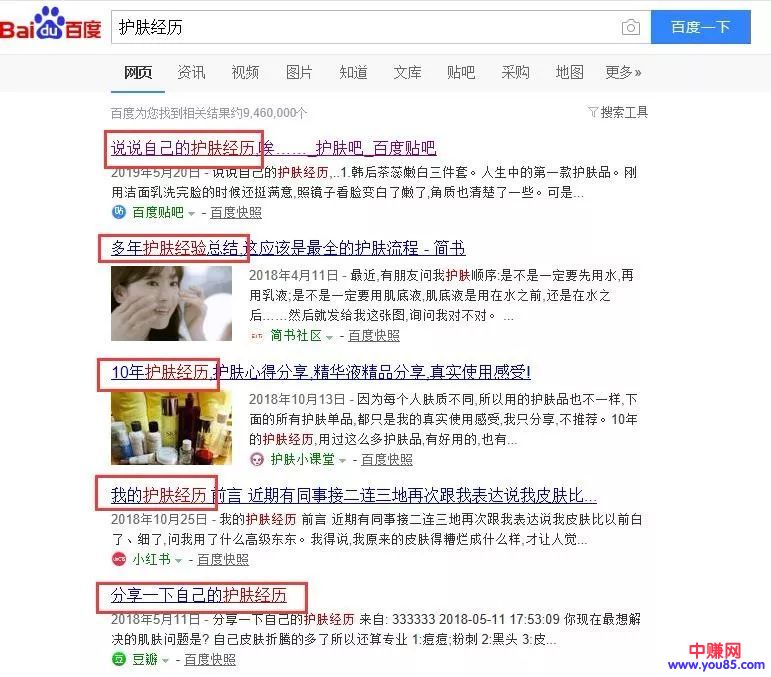 Bai du 百度
护肤经历
百度一下
网页 资讯 视频 图片 知道 文库 贴吧 采购 地图 更多»
百度为您找到相关结果约9,460,000个
搜索工具
说说自己的护肤经历,唉……_护肤吧_百度贴吧
2019年5月20日 - 说说自己的护肤经历,..1.韩后茶蕊嫩白三件套。人生中的第一款护肤品。刚
用洁面乳洗完脸的时候还挺满意,照镜子看脸变白了嫩了,角质也清楚了一些。可是...
百度贴吧 - 百度快照
多年护肤经验总结,这应该是最全的护肤流程 - 简书
2018年4月11日 - 最近,有朋友问我护肤顺序:是不是一定要先用水,再
用乳液;是不是一定要用肌底液,肌底液是用在水之前,还是在水之
后……然后就发给我这张图,询问我对不对。 ...
简书社区 - 百度快照
10年护肤经历,护肤心得分享,精华液精品分享,真实使用感受!
2018年10月13日 - 因为每个人肤质不同,所以用的护肤品也不一样,下
面的所有护肤单品,都只是我的真实使用感受,我只分享,不推荐。10年
的护肤经历,用过这么多护肤品,有好用的,也有...
护肤小课堂 - 百度快照
我的护肤经历 前言 近期有同事接二连三地再次跟我表达说我皮肤比...
2018年10月25日 - 我的护肤经历 前言 近期有同事接二连三地再次跟我表达说我皮肤比以前白
了、细了,问我用了什么高级东东。我得说,我原来的皮肤得糟烂成什么样,才让人觉...
小红书 - 百度快照
分享一下自己的护肤经历
2018年5月11日 - 分享一下自己的护肤经历 来自: 333333 2018-05-11 17:53:09 你现在最想解
决的肌肤问题是? 自己皮肤折腾的多了所以还算专业 1:痘痘;粉刺 2:黑头 3:皮...
豆瓣 - 百度快照
中赚网
www.you85.com